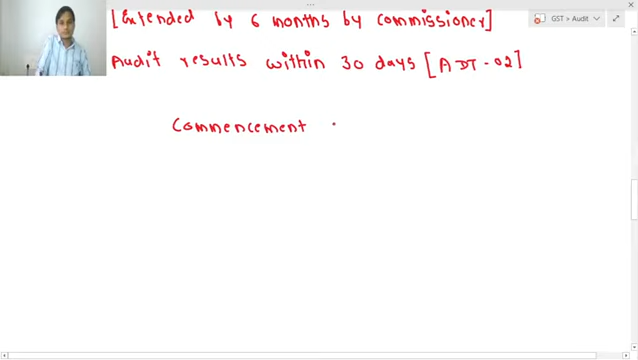 GST > Audit
[Extended by 6 months by commissioner]
Audit results within 30 days [ADT-02]
Commencement